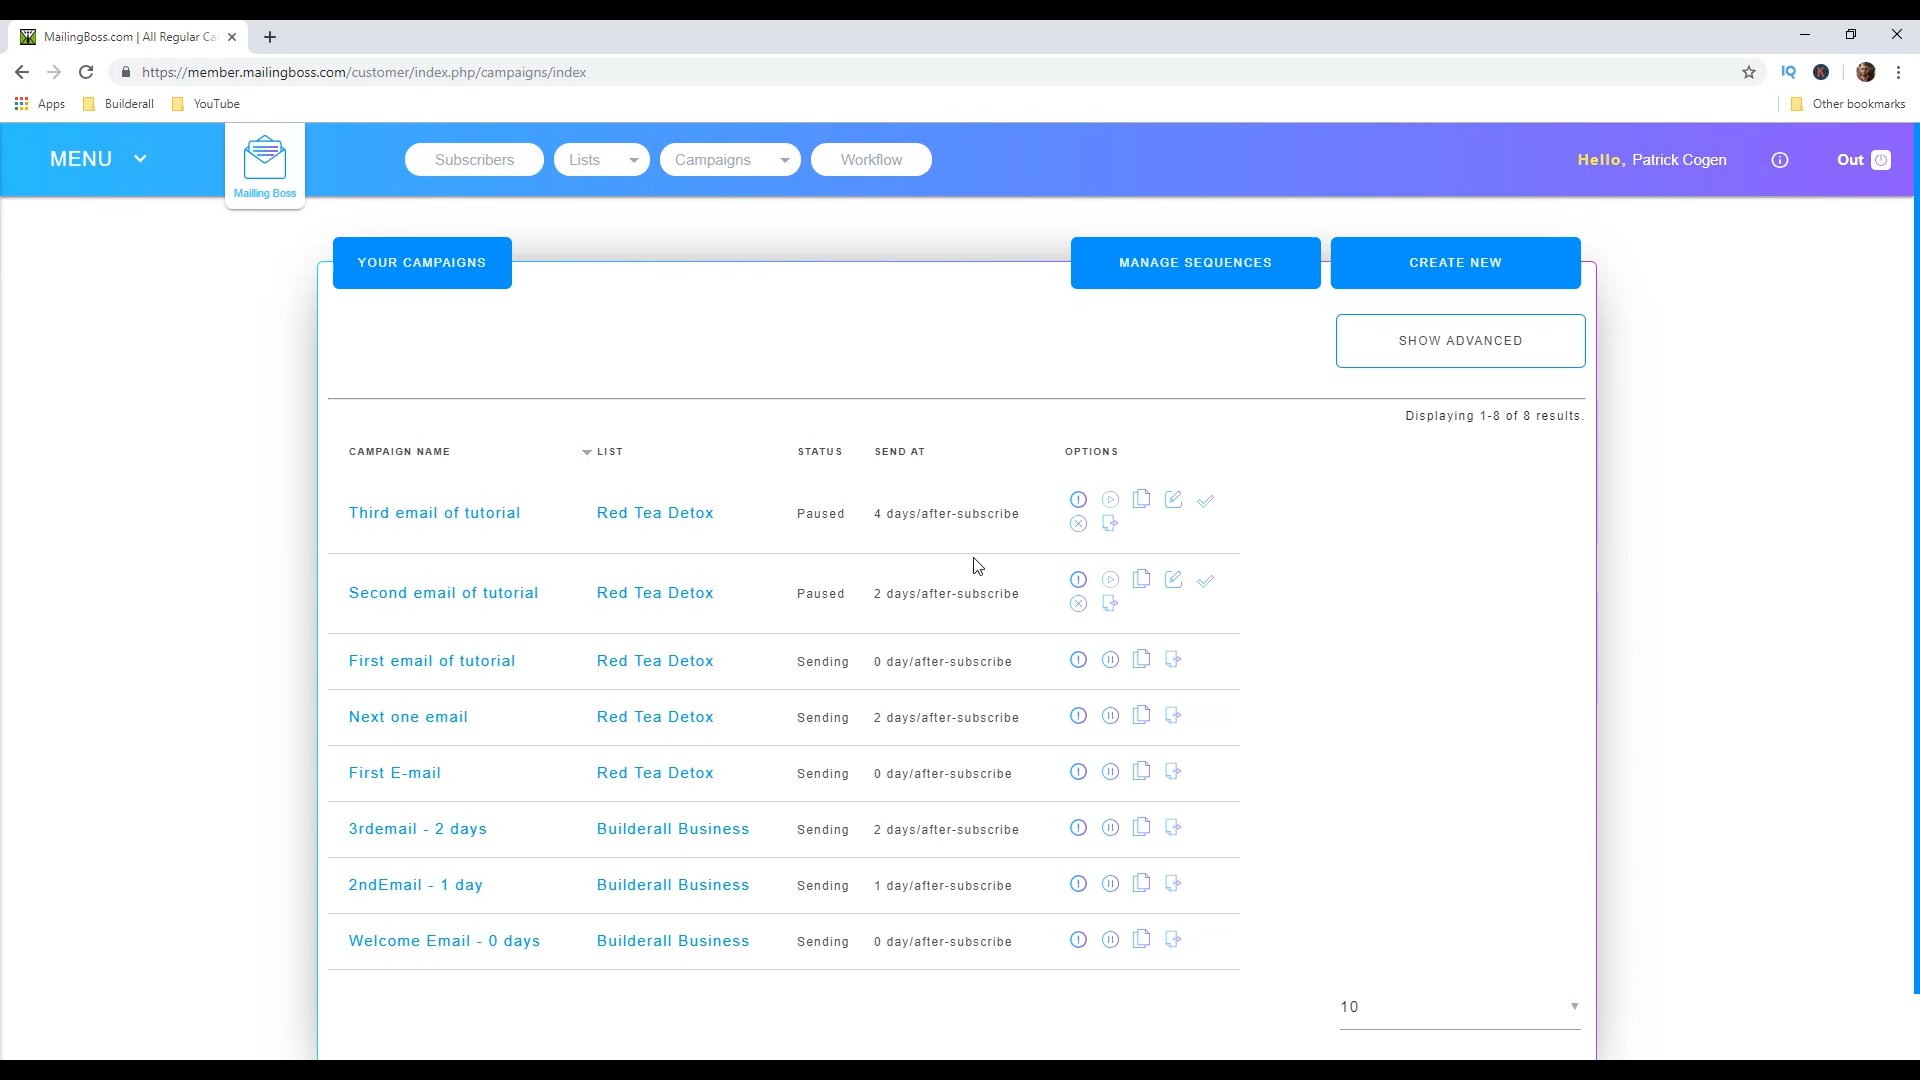 MailingBoss.com | All Regular Ca
https://member.mailingboss.com/customer/index.php/campaigns/index
IQ
K
Apps
Builderall
YouTube
Other bookmarks
MENU
Mailling Boss
Subscribers
Lists
Campaigns
Workflow
Hello, Patrick Cogen
Out
YOUR CAMPAIGNS
MANAGE SEQUENCES
CREATE NEW
SHOW ADVANCED
Displaying 1-8 of 8 results.
CAMPAIGN NAME LIST STATUS SEND AT OPTIONS
Third email of tutorial Red Tea Detox Paused 4 days/after-subscribe
Second email of tutorial Red Tea Detox Paused 2 days/after-subscribe
First email of tutorial Red Tea Detox Sending 0 day/after-subscribe
Next one email Red Tea Detox Sending 2 days/after-subscribe
First E-mail Red Tea Detox Sending 0 day/after-subscribe
3rdemail - 2 days Builderall Business Sending 2 days/after-subscribe
2ndEmail - 1 day Builderall Business Sending 1 day/after-subscribe
Welcome Email - 0 days Builderall Business Sending 0 day/after-subscribe
10